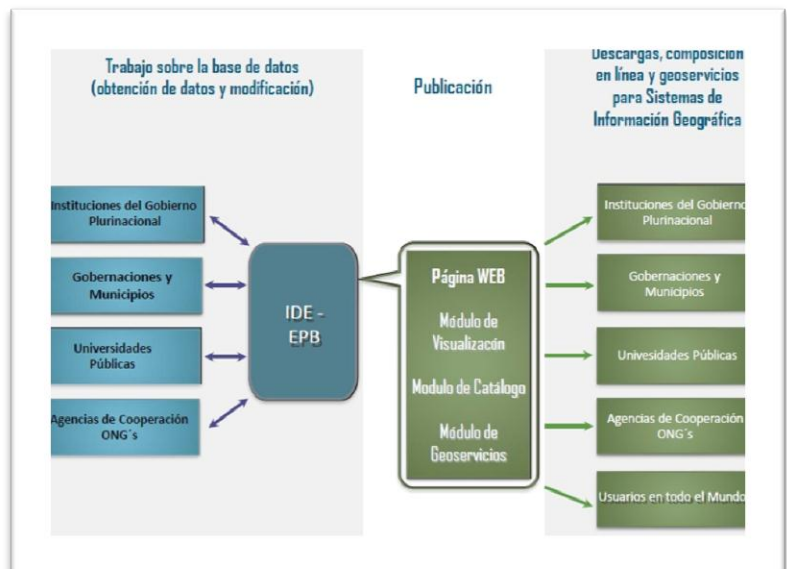 Trabajo sobre la base de datos
(obtención de datos y modificación)
Instituciones del Gobierno
Plurinacional
Gobernaciones y
Municipios
Universidades
Públicas
Agencias de Cooperación
ONG´s
IDE -
EPB
Publicación
Página WEB
Módulo de
Visualizacón
Modulo de Catálogo
Módulo de
Geoservicios
Descargas, composición
en línea y geoservicios
para Sistemas de
Información Geográfica
Instituciones del Gobierno
Plurinacional
Gobernaciones y
Municipios
Univesidades Públicas
Agencias de Cooperación
ONG´s
Usuarios en todo el Mundo